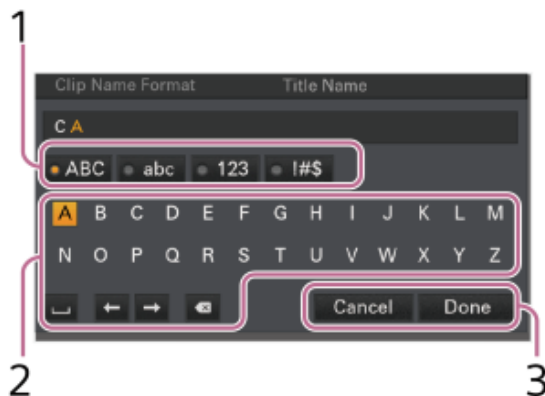 1
Clip Name Format Title Name
C A
ABC abc 123 !#$
A B C D E F G H I J K L M
N O P Q R S T U V W X Y Z
← → Cancel Done
2 3